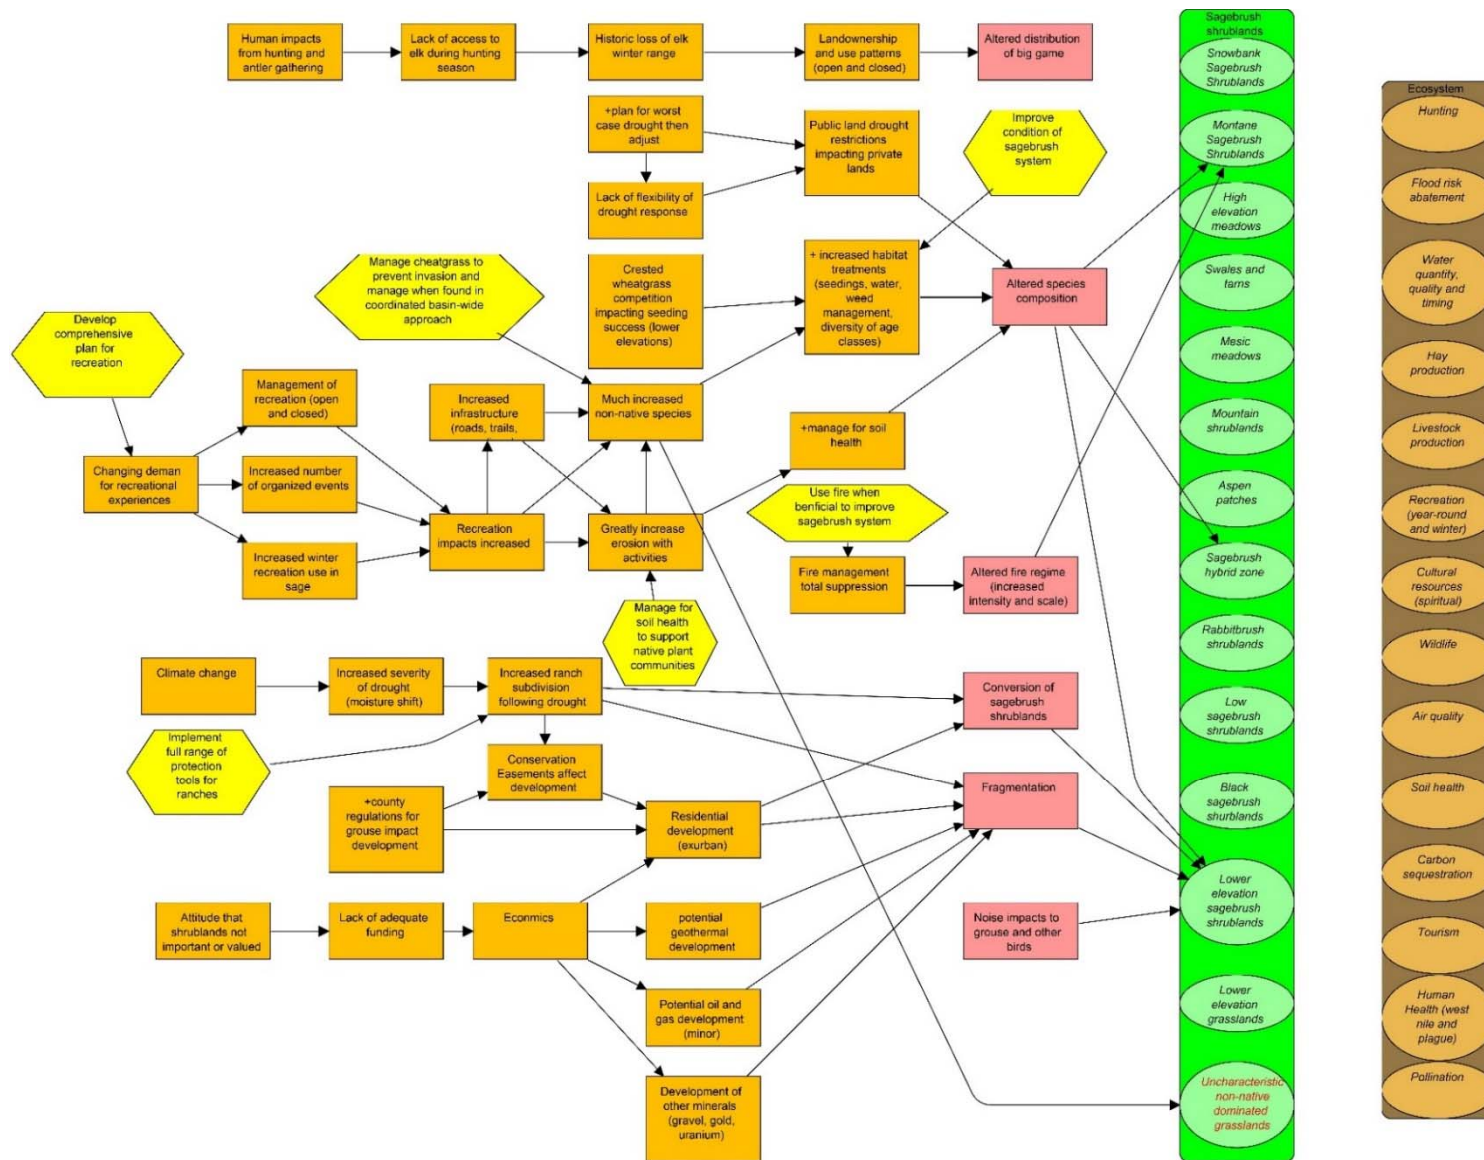 Human impacts
from hunting and
antler gathering
Lack of access to
elk during hunting
season
Historic loss of elk
winter range
Landownership
and use patterns
(open and closed)
Altered distribution
of big game
+plan for worst
case drought then
adjust
Public land drought
restrictions
impacting private
lands
Improve
condition of
sagebrush
system
Lack of flexibility of
drought response
Manage cheatgrass to
prevent invasion and
manage when found in
coordinated basin-wide
approach
Crested
wheatgrass
competition
impacting seeding
success (lower
elevations)
+ increased habitat
treatments
(seedings, water,
weed
management,
diversity of age
classes)
Altered species
composition
Develop
comprehensive
plan for
recreation
Management of
recreation (open
and closed)
Increased
infrastructure
(roads, trails,
Much increased
non-native species
+manage for soil
health
Changing deman
for recreational
experiences
Increased number
of organized events
Recreation
impacts increased
Greatly increase
erosion with
activities
Use fire when
benficial to improve
sagebrush system
Increased winter
recreation use in
sage
Fire management
total suppression
Altered fire regime
(increased
intensity and scale)
Manage for
soil health
to support
native plant
communities
Climate change
Increased severity
of drought
(moisture shift)
Increased ranch
subdivision
following drought
Conversion of
sagebrush
shrublands
Implement
full range of
protection
tools for
ranches
Conservation
Easements affect
development
+county
regulations for
grouse impact
development
Residential
development
(exurban)
Fragmentation
Attitude that
shrublands not
important or valued
Lack of adequate
funding
Econmics
potential
geothermal
development
Noise impacts to
grouse and other
birds
Potential oil and
gas development
(minor)
Development of
other minerals
(gravel, gold,
uranium)
Sagebrush
shrublands
Snowbank
Sagebrush
Shrublands
Montane
Sagebrush
Shrublands
High
elevation
meadows
Swales and
tarns
Mesic
meadows
Mountain
shrublands
Aspen
patches
Sagebrush
hybrid zone
Rabbitbrush
shrublands
Low
sagebrush
shrublands
Black
sagebrush
shurblands
Lower
elevation
sagebrush
shrublands
Lower
elevation
grasslands
Uncharacteristic
non-native
dominated
grasslands
Ecosystem
Hunting
Flood risk
abatement
Water
quantity,
quality and
timing
Hay
production
Livestock
production
Recreation
(year-round
and winter)
Cultural
resources
(spiritual)
Wildlife
Air quality
Soil health
Carbon
sequestration
Tourism
Human
Health (west
nile and
plague)
Pollination